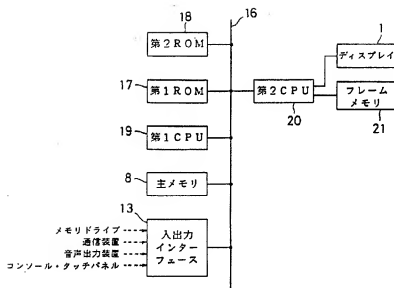 18
16
1
第2ROM
ディスプレイ
17
第1ROM
第2CPU
フレーム
メモリ
20
21
19
第1CPU
8
主メモリ
13
メモリドライブ
通信装置
音声出力装置
コンソール・タッチパネル
入出力
インター
フェース